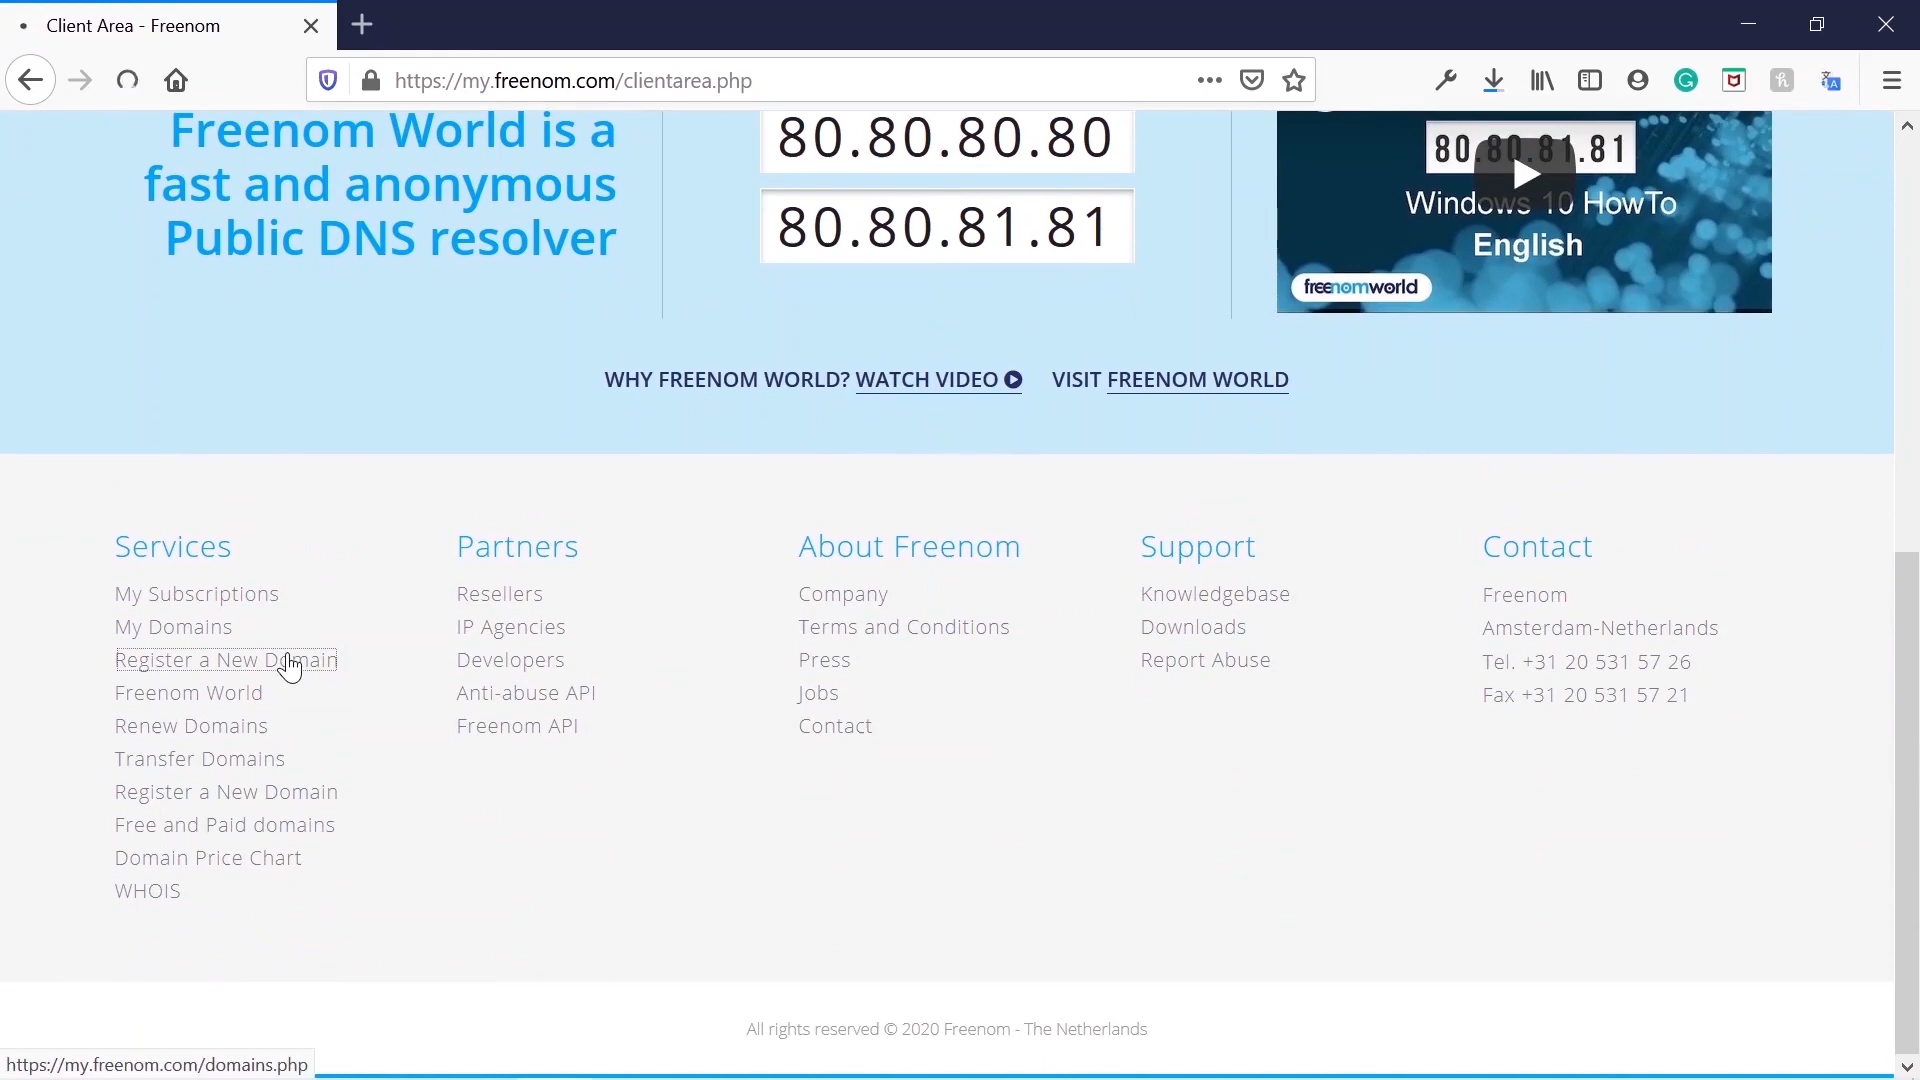 Client Area - Freenom
https://my.freenom.com/clientarea.php
Freenom World is a
fast and anonymous
Public DNS resolver
80.80.80.80
80.80.81.81
80.80.81.81
Windows 10 HowTo
English
freenomworld
WHY FREENOM WORLD? WATCH VIDEO VISIT FREENOM WORLD
Services
My Subscriptions
My Domains
Register a New Domain
Freenom World
Renew Domains
Transfer Domains
Register a New Domain
Free and Paid domains
Domain Price Chart
WHOIS
Partners
Resellers
IP Agencies
Developers
Anti-abuse API
Freenom API
About Freenom
Company
Terms and Conditions
Press
Jobs
Contact
Support
Knowledgebase
Downloads
Report Abuse
Contact
Freenom
Amsterdam-Netherlands
Tel. +31 20 531 57 26
Fax +31 20 531 57 21
All rights reserved © 2020 Freenom - The Netherlands
https://my.freenom.com/domains.php